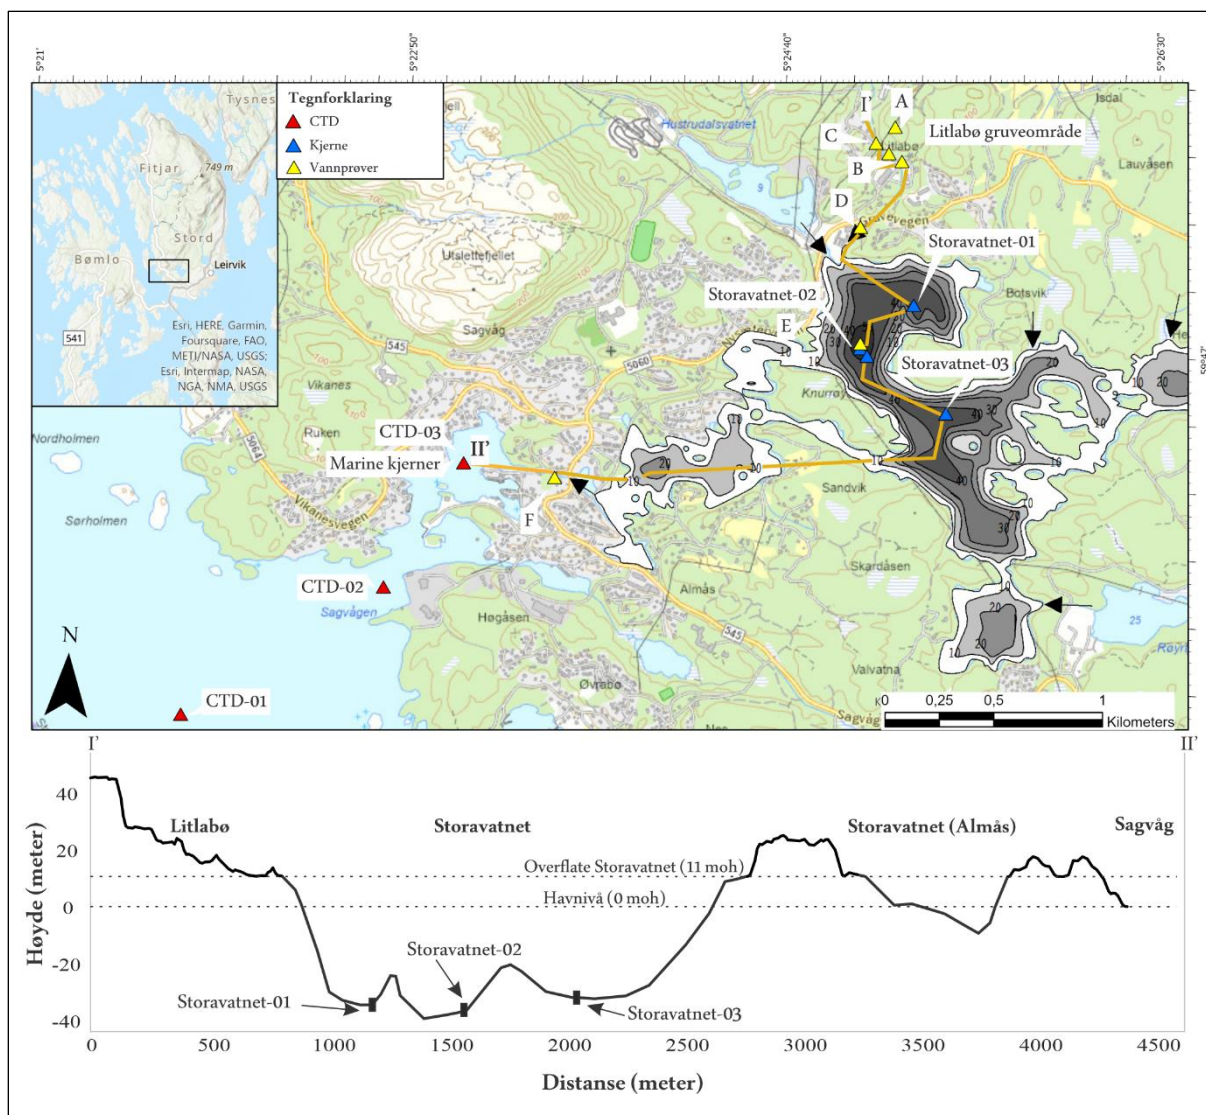 5°21'
5°22'50"
5°24'40"
5°26'30"
Tegnforklaring
CTD
Kjerne
Vannprøver
Tysnes
Fitjar
749 m
Stord
Bømlo
Leirvik
541
Esri, HERE, Garmin,
Foursquare, FAO,
METI/NASA, USGS;
Esri, Intermap, NASA,
NGA, NMA, USGS
Hustrudalsvatnet
9
I'
A
C
Litlabø
B
D
Litlabø gruveområde
Isdal
Lauvåsen
Gruvevegen
Utslettefjellet
Storavatnet-01
Storavatnet-02
Botsvik
E
Storavatnet-03
Sagvåg
545
5060
Vikanes
Knurrøy
Ruken
Nordholmen
5064
CTD-03
II'
Marine kjerner
Sandvik
Sørholmen
Vikanesvegen
F
CTD-02
Sagvågen
Høgåsen
Almås
Skardåsen
545
25
Valvatna
Øvrabø
N
CTD-01
0 0,25 0,5 1
Kilometers
I'
II'
Høyde (meter)
40
20
0
-20
-40
Litlabø
Storavatnet
Storavatnet (Almås)
Sagvåg
Overflate Storavatnet (11 moh)
Havnivå (0 moh)
Storavatnet-02
Storavatnet-01
Storavatnet-03
0 500 1000 1500 2000 2500 3000 3500 4000 4500
Distanse (meter)